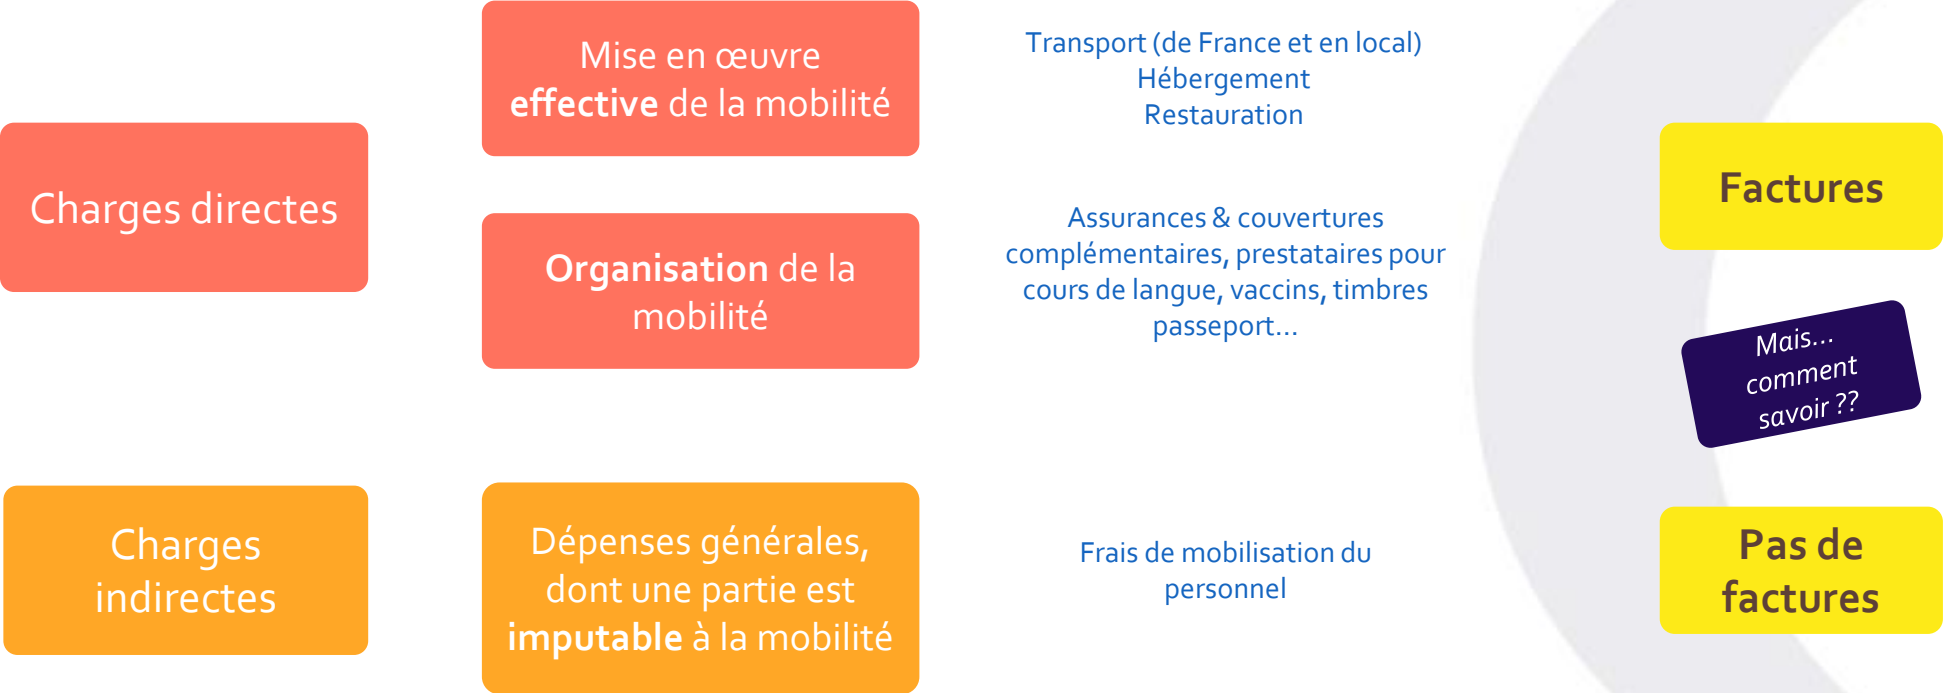 Charges directes
Mise en œuvre
effective de la mobilité
Transport (de France et en local)
Hébergement
Restauration
Organisation de la
mobilité
Assurances & couvertures
complémentaires, prestataires pour
cours de langue, vaccins, timbres
passeport…
Factures
Mais…
comment
savoir ??
Charges
indirectes
Dépenses générales,
dont une partie est
imputable à la mobilité
Frais de mobilisation du
personnel
Pas de
factures